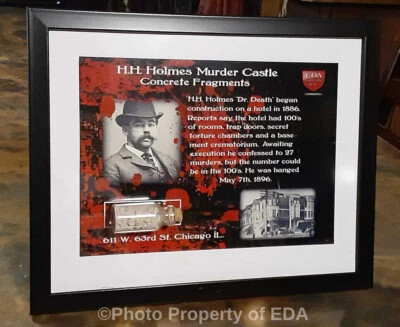 H.H. Holmes Murder Castle
Concrete Fragments
EDA
H.H. Holmes 'Dr. Death' began
construction on a hotel in 1886.
Reports say the hotel had 100's
of rooms, trap doors, secret
torture chambers and a base-
ment crematorium. Awaiting
execution he confessed to 27
murders, but the number could
be in the 100's. He was hanged
May 7th, 1896.
611 W. 63rd St. Chicago IL.
©Photo Property of EDA